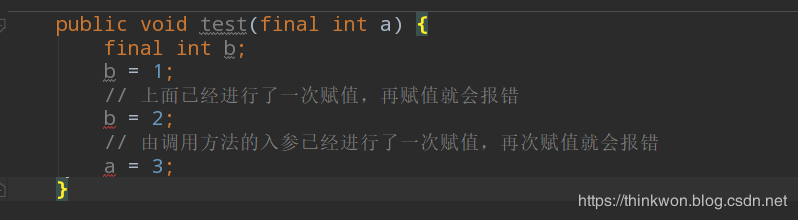 public void test(final int a) {
final int b;
b = 1;
// 上面已经进行了一次赋值，再赋值就会报错
b = 2;
// 由调用方法的入参已经进行了一次赋值，再次赋值就会报错
a = 3;
}
https://thinkwon.blog.csdn.net